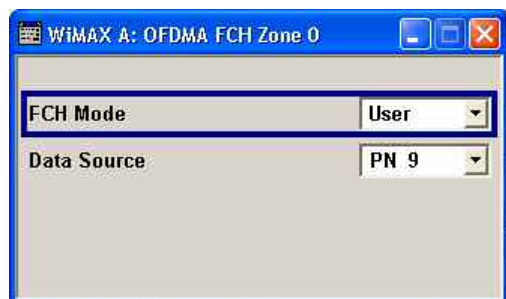 WiMAX A: OFDMA FCH Zone 0
FCH Mode User
Data Source PN 9